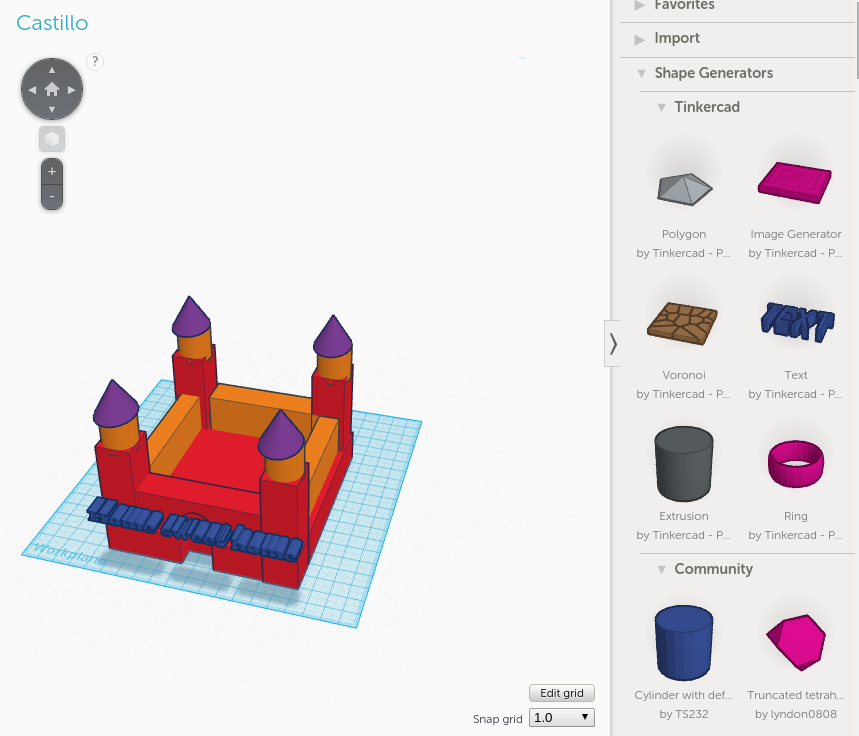 Castillo
?
+
-
Workplane
Edit grid
Snap grid 1.0
Favorites
Import
Shape Generators
Tinkercad
Polygon
by Tinkercad - P...
Image Generator
by Tinkercad - P...
Voronoi
by Tinkercad - P...
TEXT
Text
by Tinkercad - P...
Extrusion
by Tinkercad - P...
Ring
by Tinkercad - P...
Community
Cylinder with def...
by TS232
Truncated tetrah...
by lyndon0808